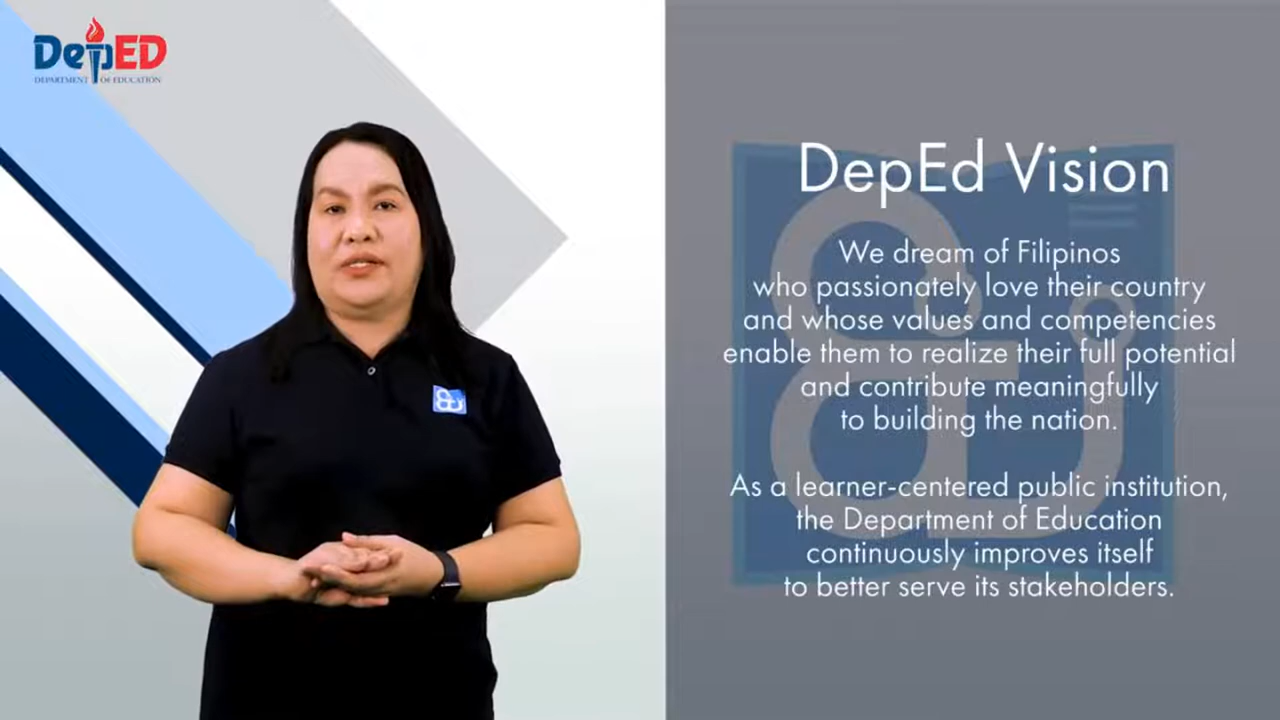 DepED
DEPARTMENT OF EDUCATION
DepEd Vision
We dream of Filipinos
who passionately love their country
and whose values and competencies
enable them to realize their full potential
and contribute meaningfully
to building the nation.
As a learner-centered public institution,
the Department of Education
continuously improves itself
to better serve its stakeholders.